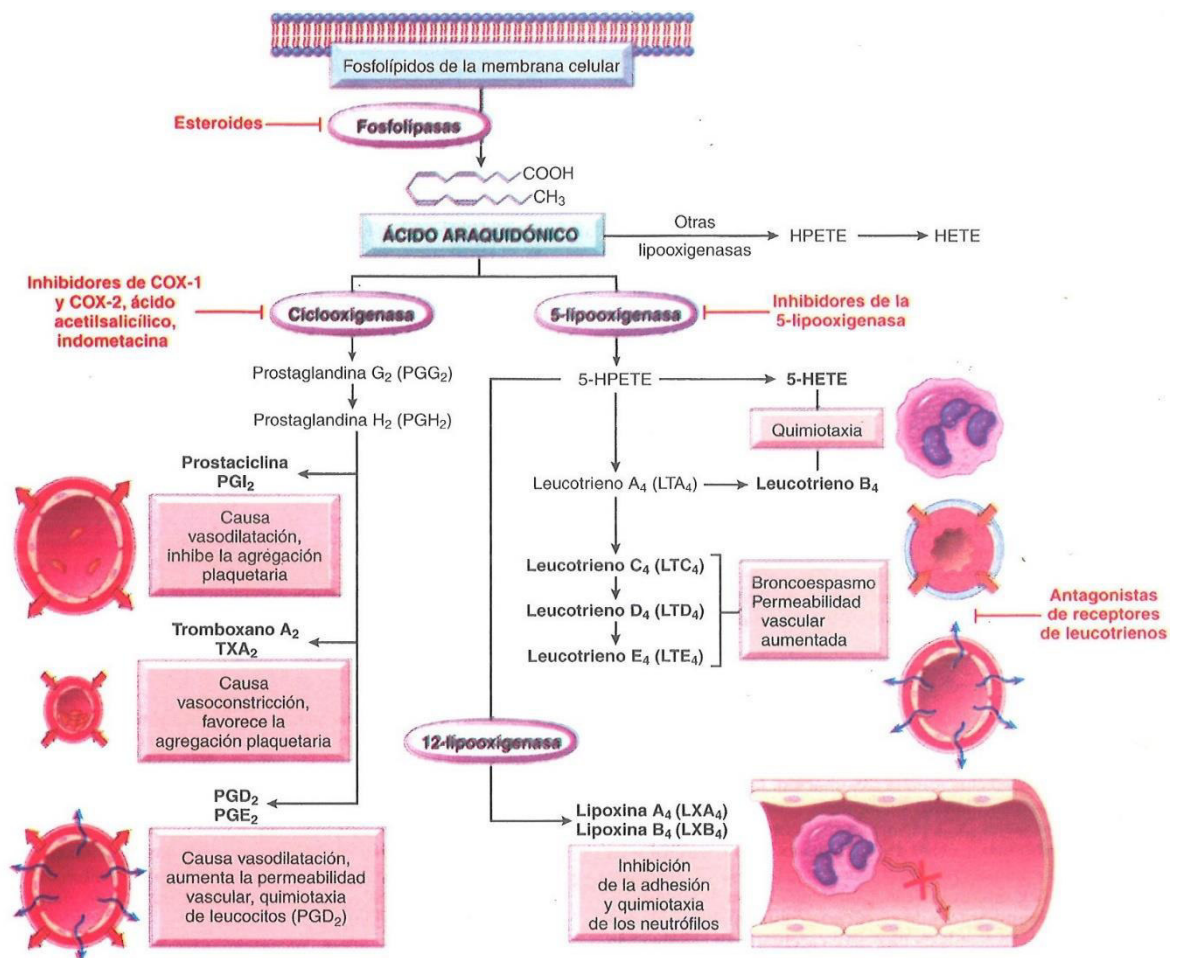 Fosfolípidos de la membrana celular
Esteroides
Fosfolipasas
COOH
CH3
ÁCIDO ARAQUIDÓNICO
Otras
lipooxigenasas
HPETE
HETE
Inhibidores de COX-1
y COX-2, ácido
acetilsalicílico,
indometacina
Ciclooxigenasa
5-lipooxigenasa
Inhibidores de la
5-lipooxigenasa
Prostaglandina G2 (PGG2)
Prostaglandina H2 (PGH2)
5-HPETE
5-HETE
Quimiotaxia
Leucotrieno A4 (LTA4)
Leucotrieno B4
Prostaciclina
PGI2
Causa
vasodilatación,
inhibe la agregación
plaquetaria
Leucotrieno C4 (LTC4)
Leucotrieno D4 (LTD4)
Leucotrieno E4 (LTE4)
Broncoespasmo
Permeabilidad
vascular
aumentada
Antagonistas
de receptores
de leucotrienos
Tromboxano A2
TXA2
Causa
vasoconstricción,
favorece la
agregación plaquetaria
12-lipooxigenasa
PGD2
PGE2
Causa vasodilatación,
aumenta la permeabilidad
vascular, quimiotaxia
de leucocitos (PGD2)
Lipoxina A4 (LXA4)
Lipoxina B4 (LXB4)
Inhibición
de la adhesión
y quimiotaxia
de los neutrófilos